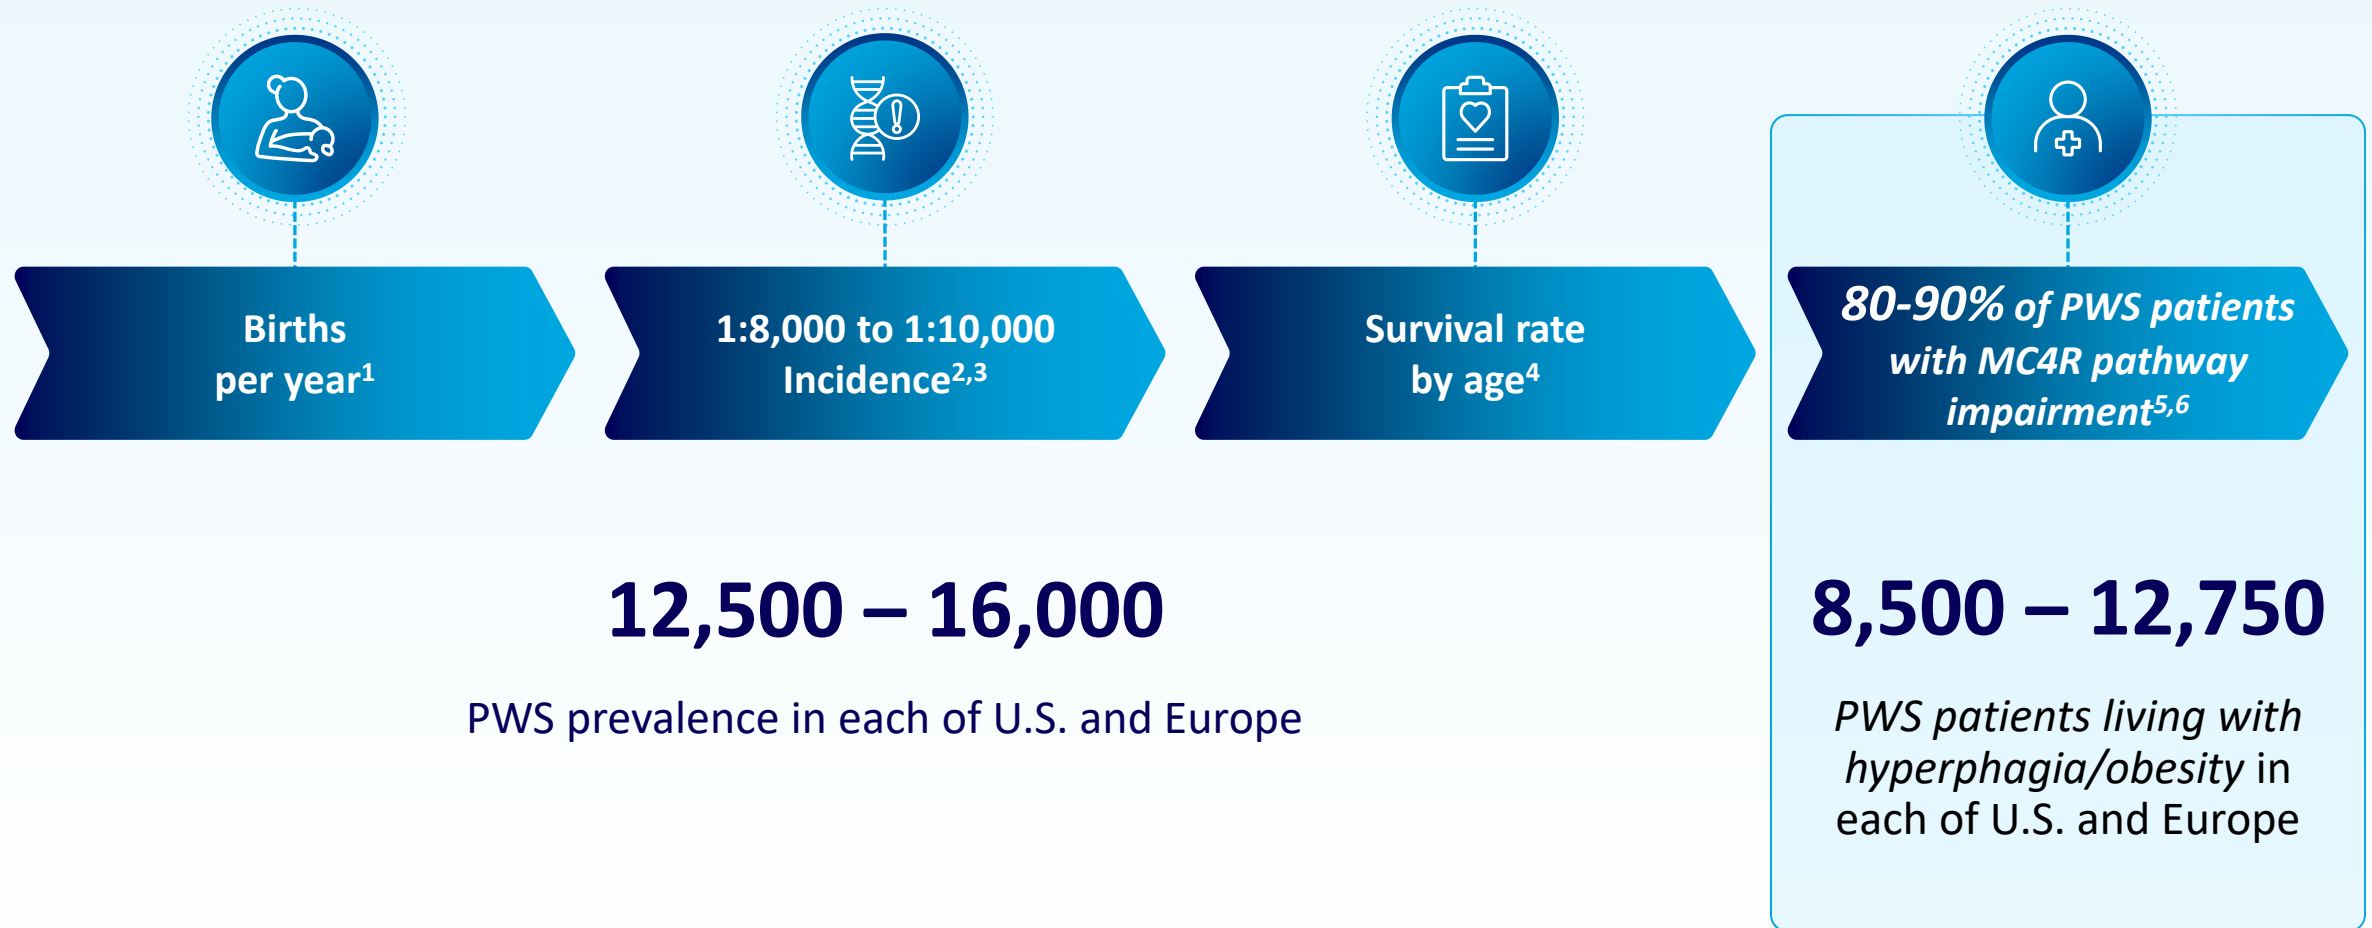 Births
per year1
1:8,000 to 1:10,000
Incidence2,3
Survival rate
by age4
80-90% of PWS patients
with MC4R pathway
impairment5,6
12,500 – 16,000
PWS prevalence in each of U.S. and Europe
8,500 – 12,750
PWS patients living with
hyperphagia/obesity in
each of U.S. and Europe